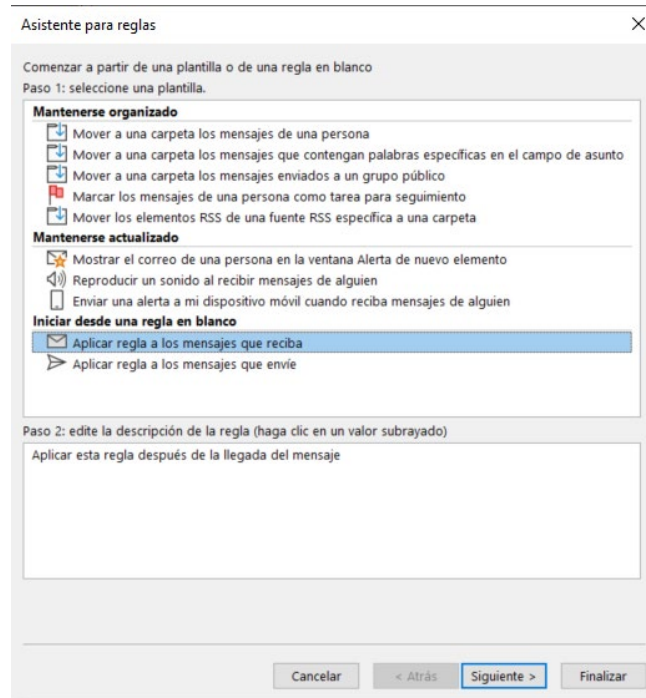 Asistente para reglas
Comenzar a partir de una plantilla o de una regla en blanco
Paso 1: seleccione una plantilla.
Mantenerse organizado
Mover a una carpeta los mensajes de una persona
Mover a una carpeta los mensajes que contengan palabras específicas en el campo de asunto
Mover a una carpeta los mensajes enviados a un grupo público
Marcar los mensajes de una persona como tarea para seguimiento
Mover los elementos RSS de una fuente RSS específica a una carpeta
Mantenerse actualizado
Mostrar el correo de una persona en la ventana Alerta de nuevo elemento
Reproducir un sonido al recibir mensajes de alguien
Enviar una alerta a mi dispositivo móvil cuando reciba mensajes de alguien
Iniciar desde una regla en blanco
Aplicar regla a los mensajes que reciba
Aplicar regla a los mensajes que envíe
Paso 2: edite la descripción de la regla (haga clic en un valor subrayado)
Aplicar esta regla después de la llegada del mensaje
Cancelar < Atrás Siguiente > Finalizar